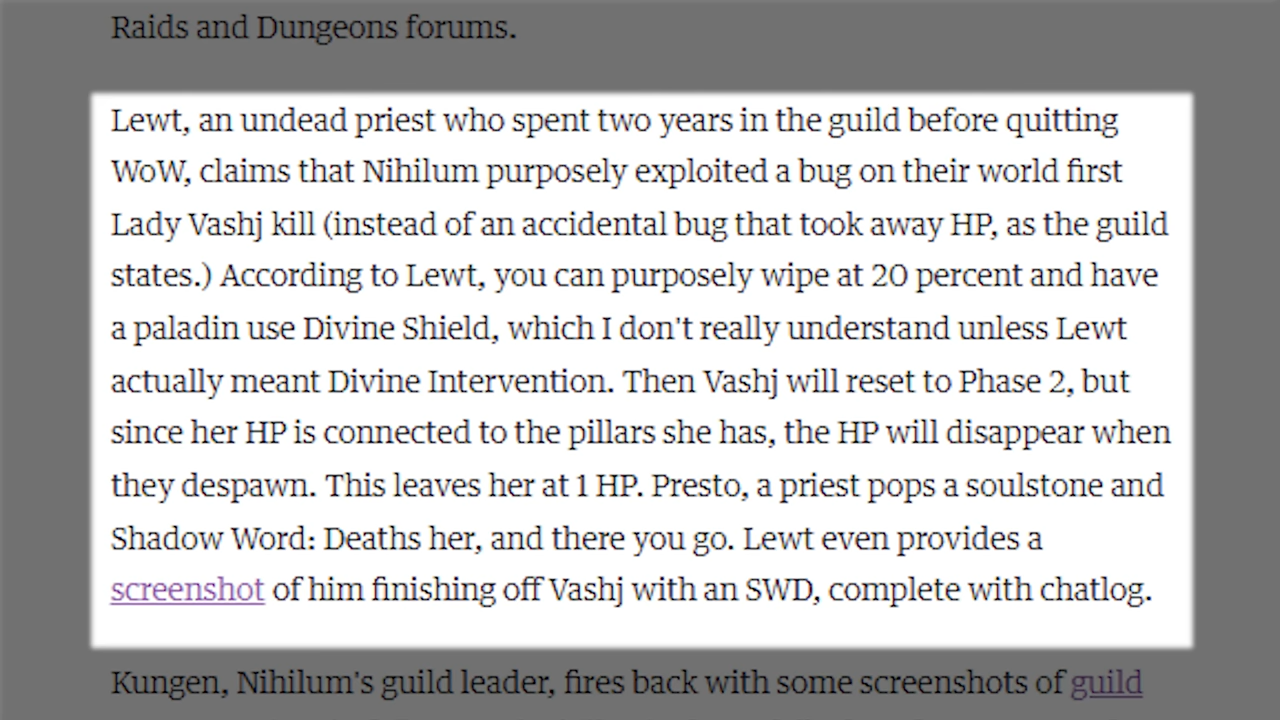 Raids and Dungeons forums.
Lewt, an undead priest who spent two years in the guild before quitting
WoW, claims that Nihilum purposely exploited a bug on their world first
Lady Vashj kill (instead of an accidental bug that took away HP, as the guild
states.) According to Lewt, you can purposely wipe at 20 percent and have
a paladin use Divine Shield, which I don't really understand unless Lewt
actually meant Divine Intervention. Then Vashj will reset to Phase 2, but
since her HP is connected to the pillars she has, the HP will disappear when
they despawn. This leaves her at 1 HP. Presto, a priest pops a soulstone and
Shadow Word: Deaths her, and there you go. Lewt even provides a
screenshot of him finishing off Vashj with an SWD, complete with chatlog.
Kungen, Nihilum's guild leader, fires back with some screenshots of guild